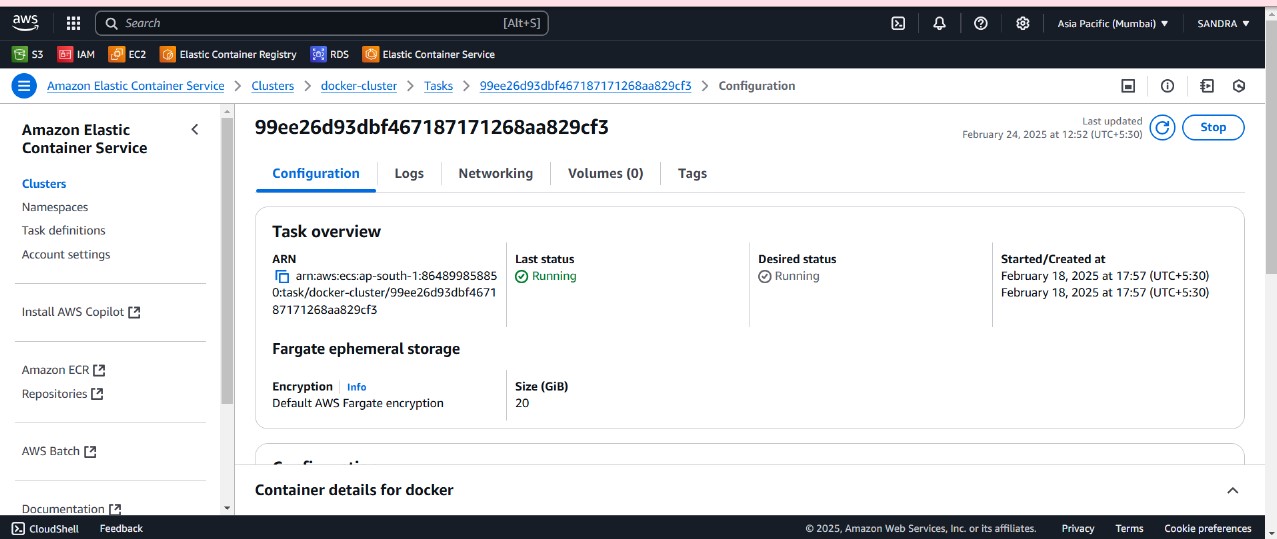 aws
Search
[Alt+S]
Asia Pacific (Mumbai) ▼
SANDRA ▼
S3
IAM
EC2
Elastic Container Registry
RDS
Elastic Container Service
Amazon Elastic Container Service > Clusters > docker-cluster > Tasks > 99ee26d93dbf467187171268aa829cf3 > Configuration
Amazon Elastic
Container Service
Clusters
Namespaces
Task definitions
Account settings
Install AWS Copilot
Amazon ECR
Repositories
AWS Batch
Documentation
99ee26d93dbf467187171268aa829cf3
Last updated
February 24, 2025 at 12:52 (UTC+5:30)
Stop
Configuration
Logs
Networking
Volumes (0)
Tags
Task overview
ARN
arn:aws:ecs:ap-south-1:86489985885
0:task/docker-cluster/99ee26d93dbf4671
87171268aa829cf3
Last status
Running
Desired status
Running
Started/Created at
February 18, 2025 at 17:57 (UTC+5:30)
February 18, 2025 at 17:57 (UTC+5:30)
Fargate ephemeral storage
Encryption
Info
Default AWS Fargate encryption
Size (GiB)
20
Configuration
Container details for docker
CloudShell
Feedback
© 2025, Amazon Web Services, Inc. or its affiliates.
Privacy
Terms
Cookie preferences